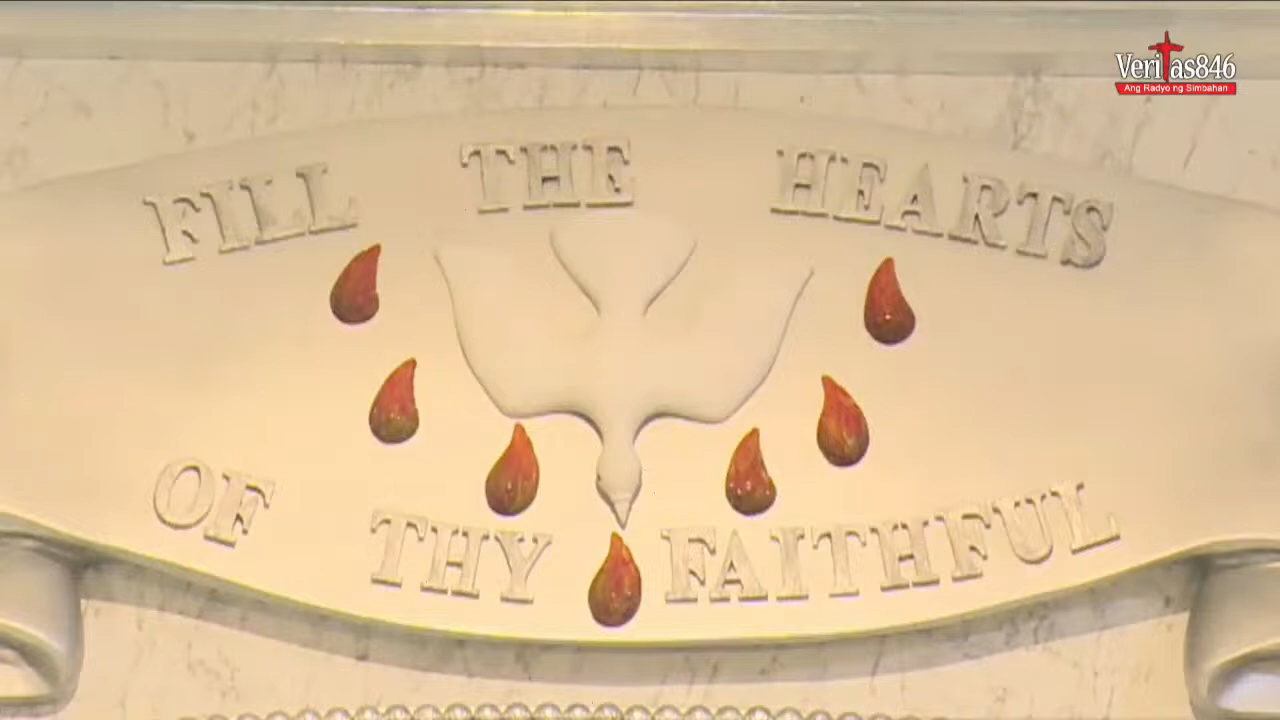 Veritas846
Ang Radyo ng Simbahan
FILL THE HEARTS
OF THY FAITHFUL